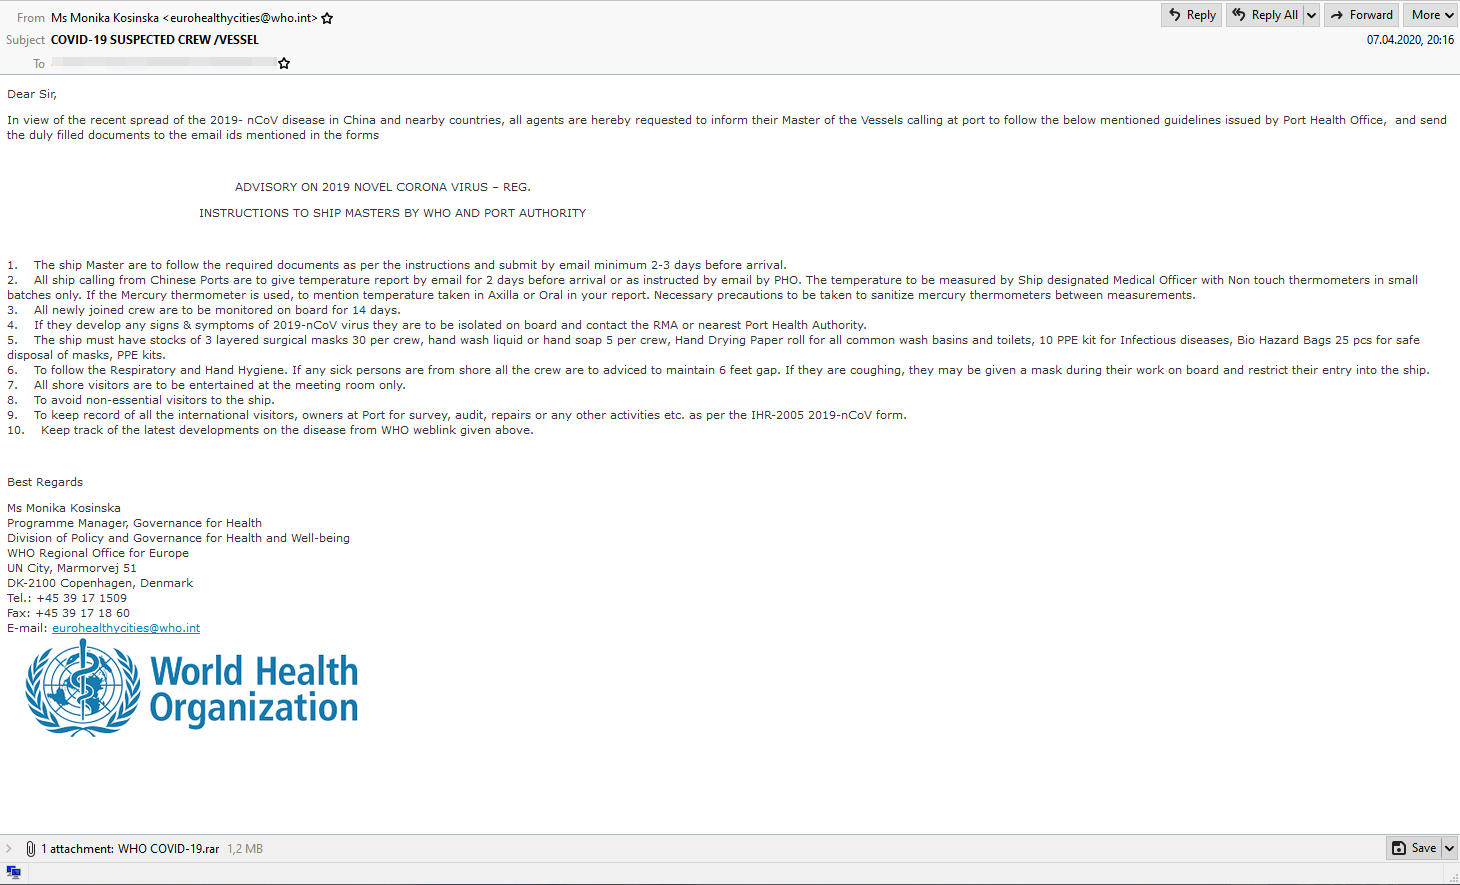 From Ms Monika Kosinska <eurohealthycities@who.int>
Reply Reply All Forward More
Subject COVID-19 SUSPECTED CREW /VESSEL
07.04.2020, 20:16
To
Dear Sir,
In view of the recent spread of the 2019- nCoV disease in China and nearby countries, all agents are hereby requested to inform their Master of the Vessels calling at port to follow the below mentioned guidelines issued by Port Health Office,  and send
the duly filled documents to the email ids mentioned in the forms
ADVISORY ON 2019 NOVEL CORONA VIRUS – REG.
INSTRUCTIONS TO SHIP MASTERS BY WHO AND PORT AUTHORITY
1. The ship Master are to follow the required documents as per the instructions and submit by email minimum 2-3 days before arrival.
2. All ship calling from Chinese Ports are to give temperature report by email for 2 days before arrival or as instructed by email by PHO. The temperature to be measured by Ship designated Medical Officer with Non touch thermometers in small
batches only. If the Mercury thermometer is used, to mention temperature taken in Axilla or Oral in your report. Necessary precautions to be taken to sanitize mercury thermometers between measurements.
3. All newly joined crew are to be monitored on board for 14 days.
4. If they develop any signs & symptoms of 2019-nCoV virus they are to be isolated on board and contact the RMA or nearest Port Health Authority.
5. The ship must have stocks of 3 layered surgical masks 30 per crew, hand wash liquid or hand soap 5 per crew, Hand Drying Paper roll for all common wash basins and toilets, 10 PPE kit for Infectious diseases, Bio Hazard Bags 25 pcs for safe
disposal of masks, PPE kits.
6. To follow the Respiratory and Hand Hygiene. If any sick persons are from shore all the crew are to adviced to maintain 6 feet gap. If they are coughing, they may be given a mask during their work on board and restrict their entry into the ship.
7. All shore visitors are to be entertained at the meeting room only.
8. To avoid non-essential visitors to the ship.
9. To keep record of all the international visitors, owners at Port for survey, audit, repairs or any other activities etc. as per the IHR-2005 2019-nCoV form.
10. Keep track of the latest developments on the disease from WHO weblink given above.
Best Regards
Ms Monika Kosinska
Programme Manager, Governance for Health
Division of Policy and Governance for Health and Well-being
WHO Regional Office for Europe
UN City, Marmorvej 51
DK-2100 Copenhagen, Denmark
Tel.: +45 39 17 1509
Fax: +45 39 17 18 60
E-mail: eurohealthycities@who.int
World Health
Organization
1 attachment: WHO COVID-19.rar 1,2 MB
Save